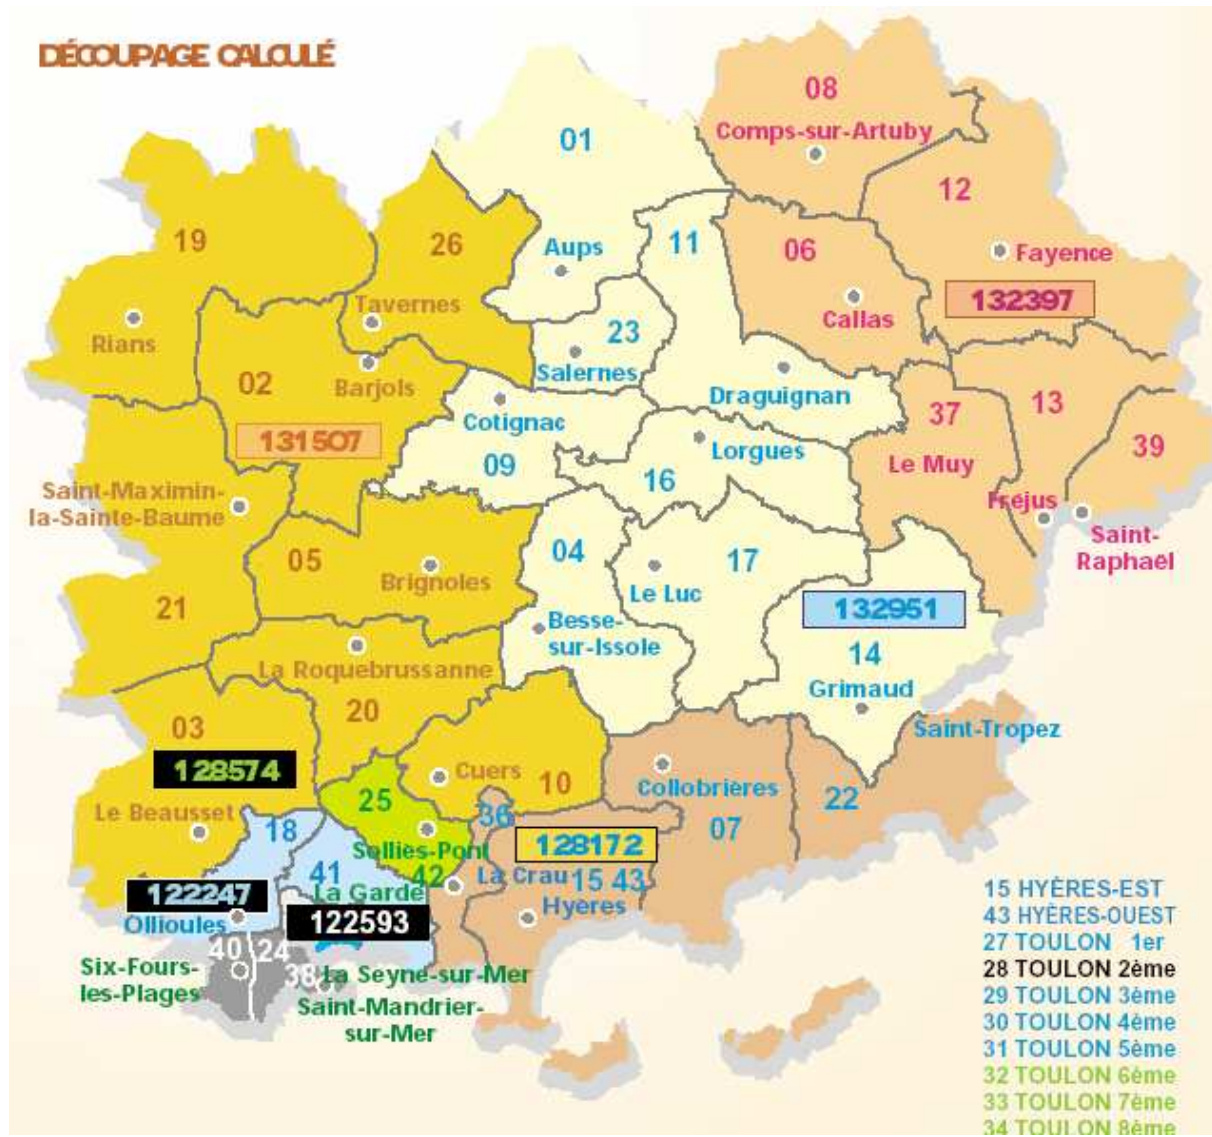 DÉCOUPAGE CALCULÉ
08
Comps-sur-Artuby
01
12
19
26
Aups
11
06
Fayence
132397
Tavernes
Callas
Rians
23
Salernes
02
Barjols
Draguignan
13
Cotignac
37
131507
Lorgues
39
09
Le Muy
16
Saint-Maximin-
la-Sainte-Baume
Frejus
Saint-
Raphaël
05
04
17
Brignoles
Le Luc
21
132951
Besse-
sur-Issole
14
La Roquebrussanne
Grimaud
20
03
Saint-Tropez
128574
Cuers
10
Collobrières
25
22
Le Beausset
36
18
07
128172
Sollies-Pont
41
42
La Crau
15 43
La Garde
122247
Hyères
122593
Ollioules
40
24
38
La Seyne-sur-Mer
Six-Fours-
les-Plages
Saint-Mandrier-
sur-Mer
15 HYÈRES-EST
43 HYÈRES-OUEST
27 TOULON 1er
28 TOULON 2ème
29 TOULON 3ème
30 TOULON 4ème
31 TOULON 5ème
32 TOULON 6ème
33 TOULON 7ème
34 TOULON 8ème